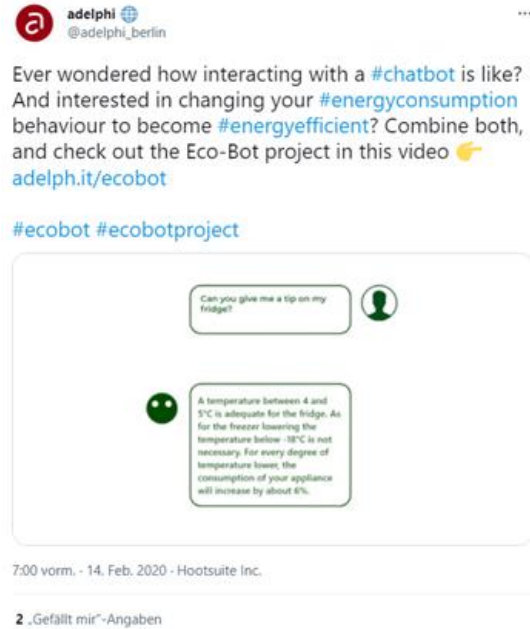 adelphi
@adelphi_berlin
Ever wondered how interacting with a #chatbot is like?
And interested in changing your #energyconsumption
behaviour to become #energyefficient? Combine both,
and check out the Eco-Bot project in this video 👉
adelph.it/ecobot
#ecobot #ecobotproject
Can you give me a tip on my
fridge?
A temperature between 4 and
5°C is adequate for the fridge. As
for the freezer lowering the
temperature below -18°C is not
necessary. For every degree of
temperature lower, the
consumption of your appliance
will increase by about 6%.
7:00 vorm. · 14. Feb. 2020 · Hootsuite Inc.
2 „Gefällt mir“-Angaben